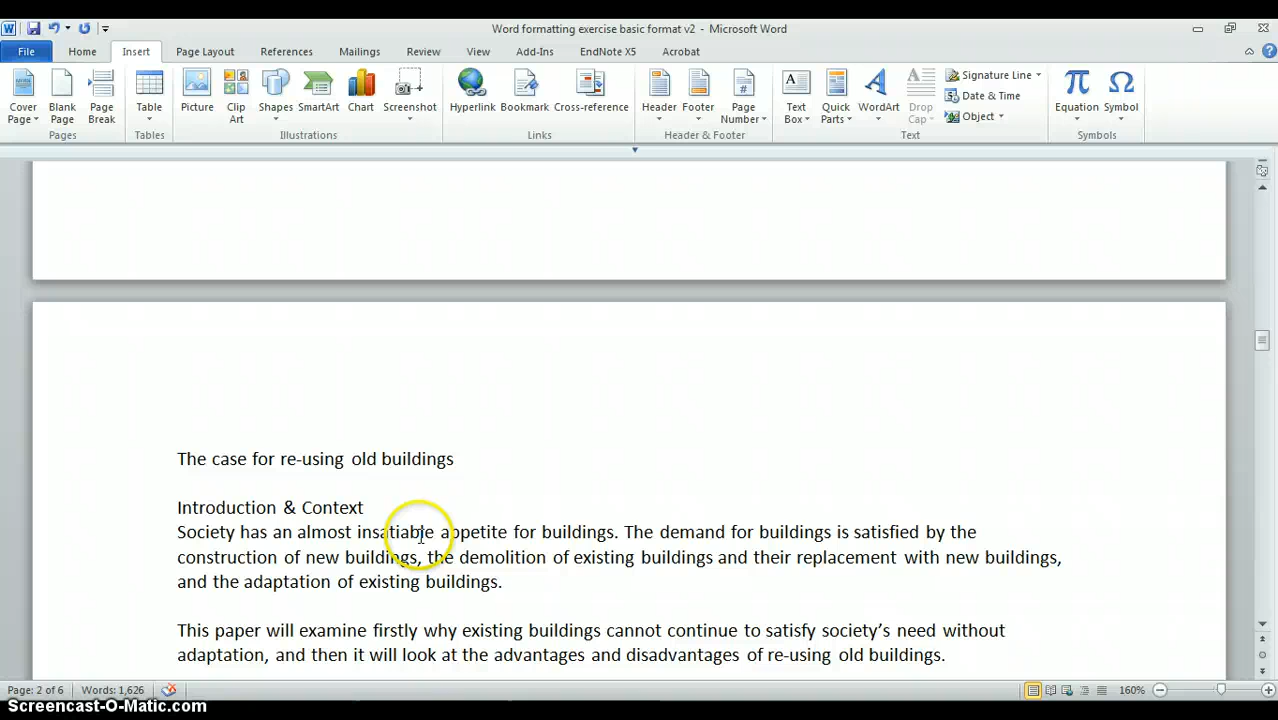 Word formatting exercise basic format v2 - Microsoft Word
File Home Insert Page Layout References Mailings Review View Add-Ins EndNote X5 Acrobat
Cover Page Blank Page Page Break Table Picture Clip Art Shapes SmartArt Chart Screenshot Hyperlink Bookmark Cross-reference Header Footer Page Number Text Box Quick Parts WordArt Drop Cap Signature Line Date & Time Object Equation Symbol
Pages Tables Illustrations Links Header & Footer Text Symbols
The case for re-using old buildings
Introduction & Context
Society has an almost insatiable appetite for buildings. The demand for buildings is satisfied by the
construction of new buildings, the demolition of existing buildings and their replacement with new buildings,
and the adaptation of existing buildings.
This paper will examine firstly why existing buildings cannot continue to satisfy society's need without
adaptation, and then it will look at the advantages and disadvantages of re-using old buildings.
Page: 2 of 6 Words: 1,626 160%
Screencast-O-Matic.com